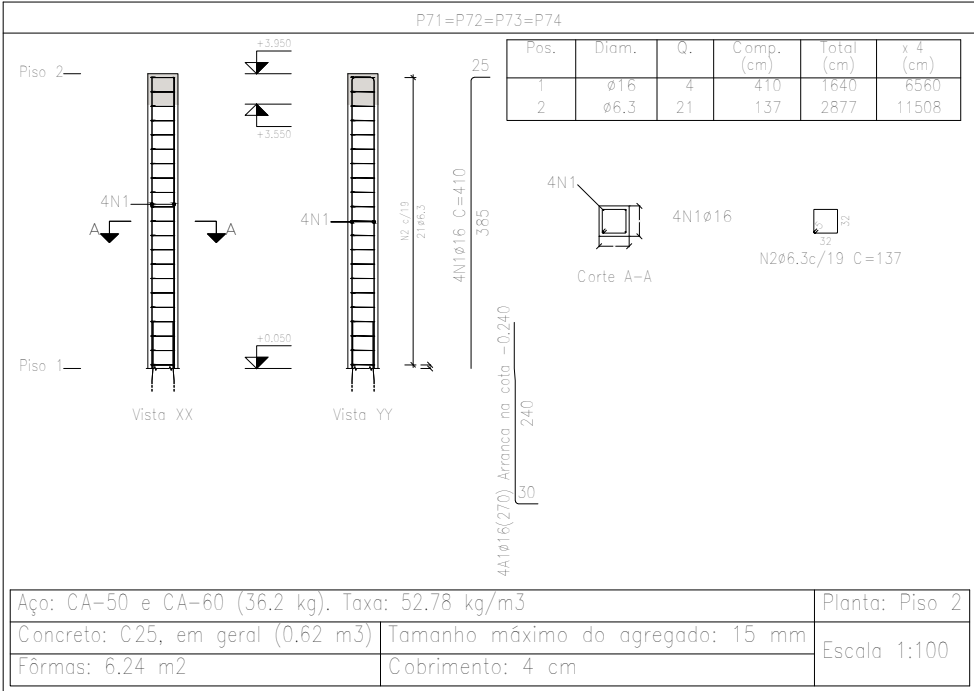 P71=P72=P73=P74
Piso 2
+3.950
+3.550
4N1
A
A
+0.050
Piso 1
Vista XX
4N1
Vista YY
N2 c/19
21ø6.3
4N1ø16 C=410
385
25
Pos. Diam. Q. Comp. (cm) Total (cm) x 4 (cm)
1 ø16 4 410 1640 6560
2 ø6.3 21 137 2877 11508
4N1
4N1ø16
Corte A-A
32
32
N2ø6.3c/19 C=137
4A1ø16(270) Arranca na cota -0.240
240
30
Aço: CA-50 e CA-60 (36.2 kg). Taxa: 52.78 kg/m3
Planta: Piso 2
Concreto: C25, em geral (0.62 m3)
Tamanho máximo do agregado: 15 mm
Escala 1:100
Fôrmas: 6.24 m2
Cobrimento: 4 cm